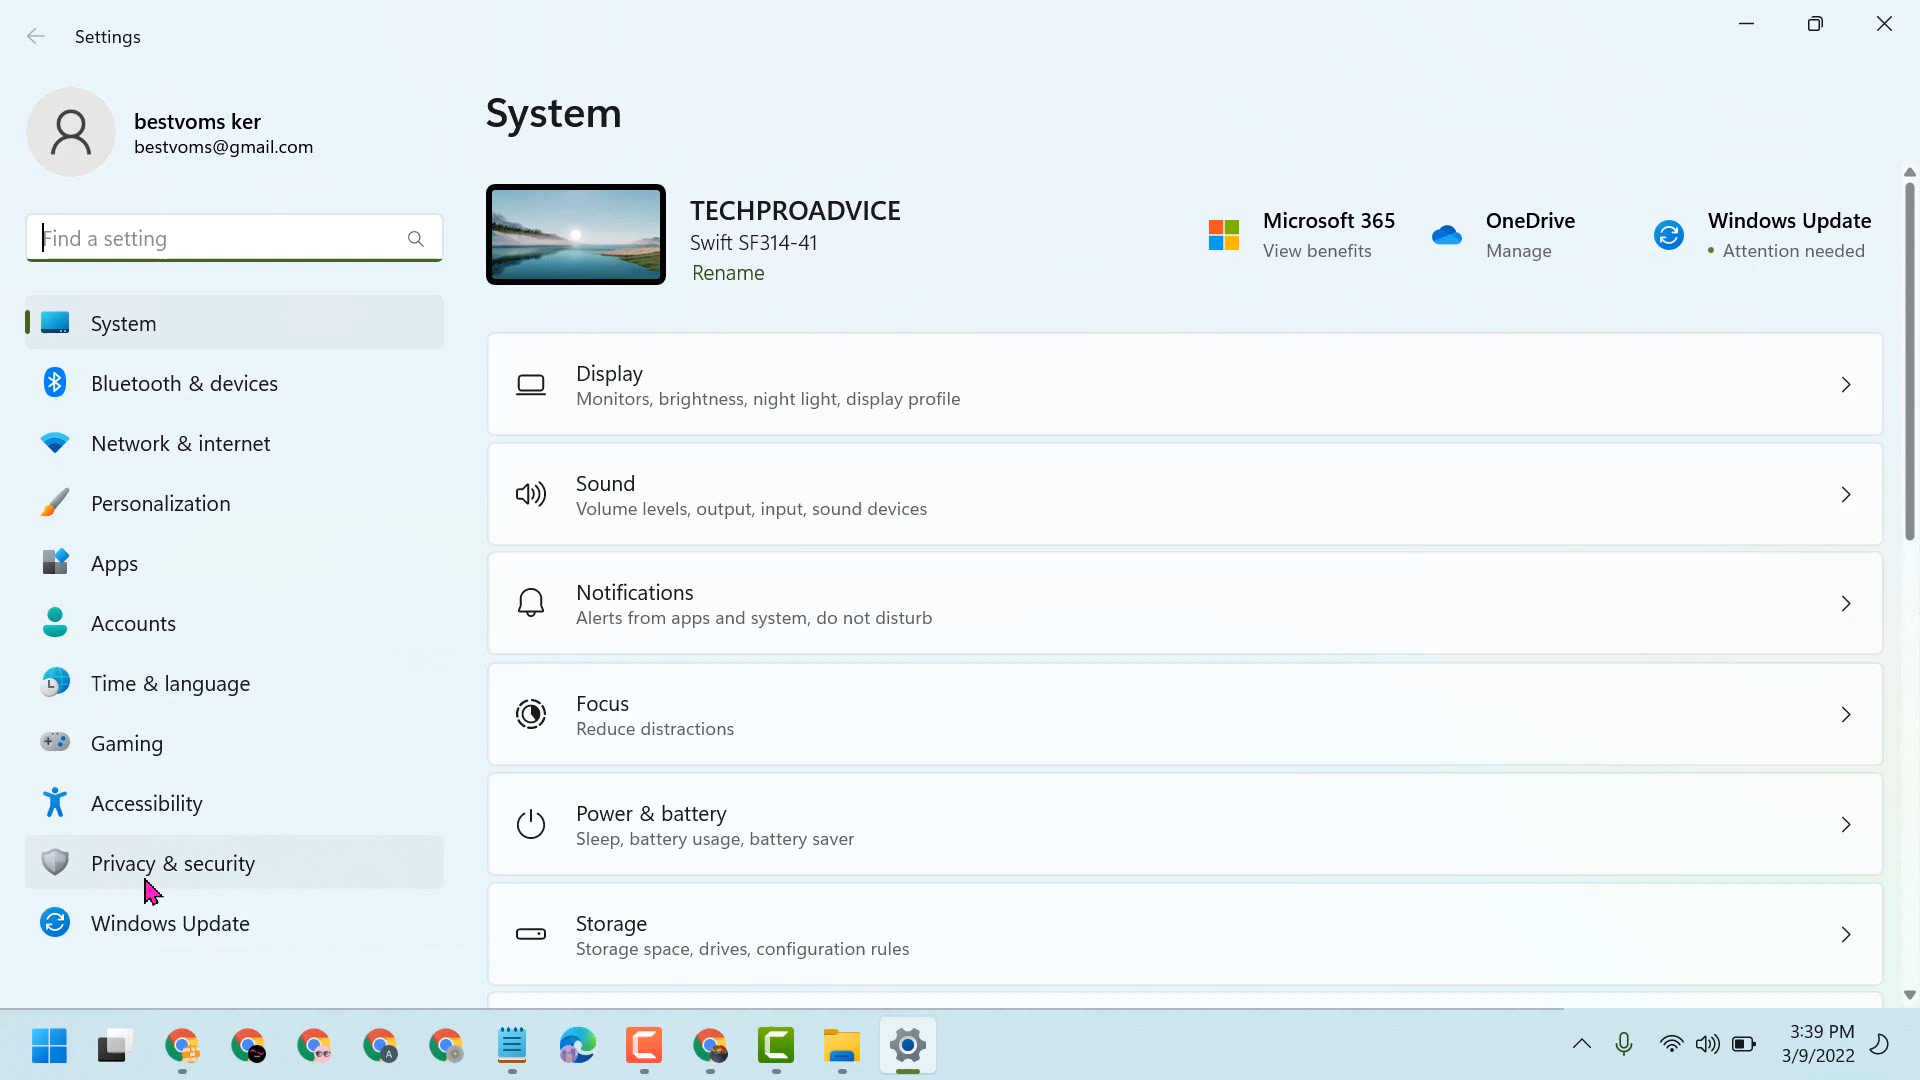 Settings
bestvoms ker
bestvoms@gmail.com
Find a setting
System
Bluetooth & devices
Network & internet
Personalization
Apps
Accounts
Time & language
Gaming
Accessibility
Privacy & security
Windows Update
System
TECHPROADVICE
Swift SF314-41
Rename
Microsoft 365
View benefits
OneDrive
Manage
Windows Update
Attention needed
Display
Monitors, brightness, night light, display profile
Sound
Volume levels, output, input, sound devices
Notifications
Alerts from apps and system, do not disturb
Focus
Reduce distractions
Power & battery
Sleep, battery usage, battery saver
Storage
Storage space, drives, configuration rules
A
3:39 PM
3/9/2022